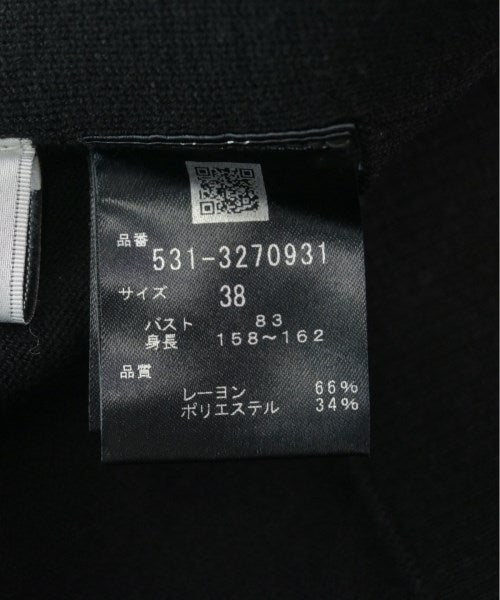 品番
531-3270931
サイズ 38
バスト 83
身長 158～162
品質
レーヨン 66%
ポリエステル 34%